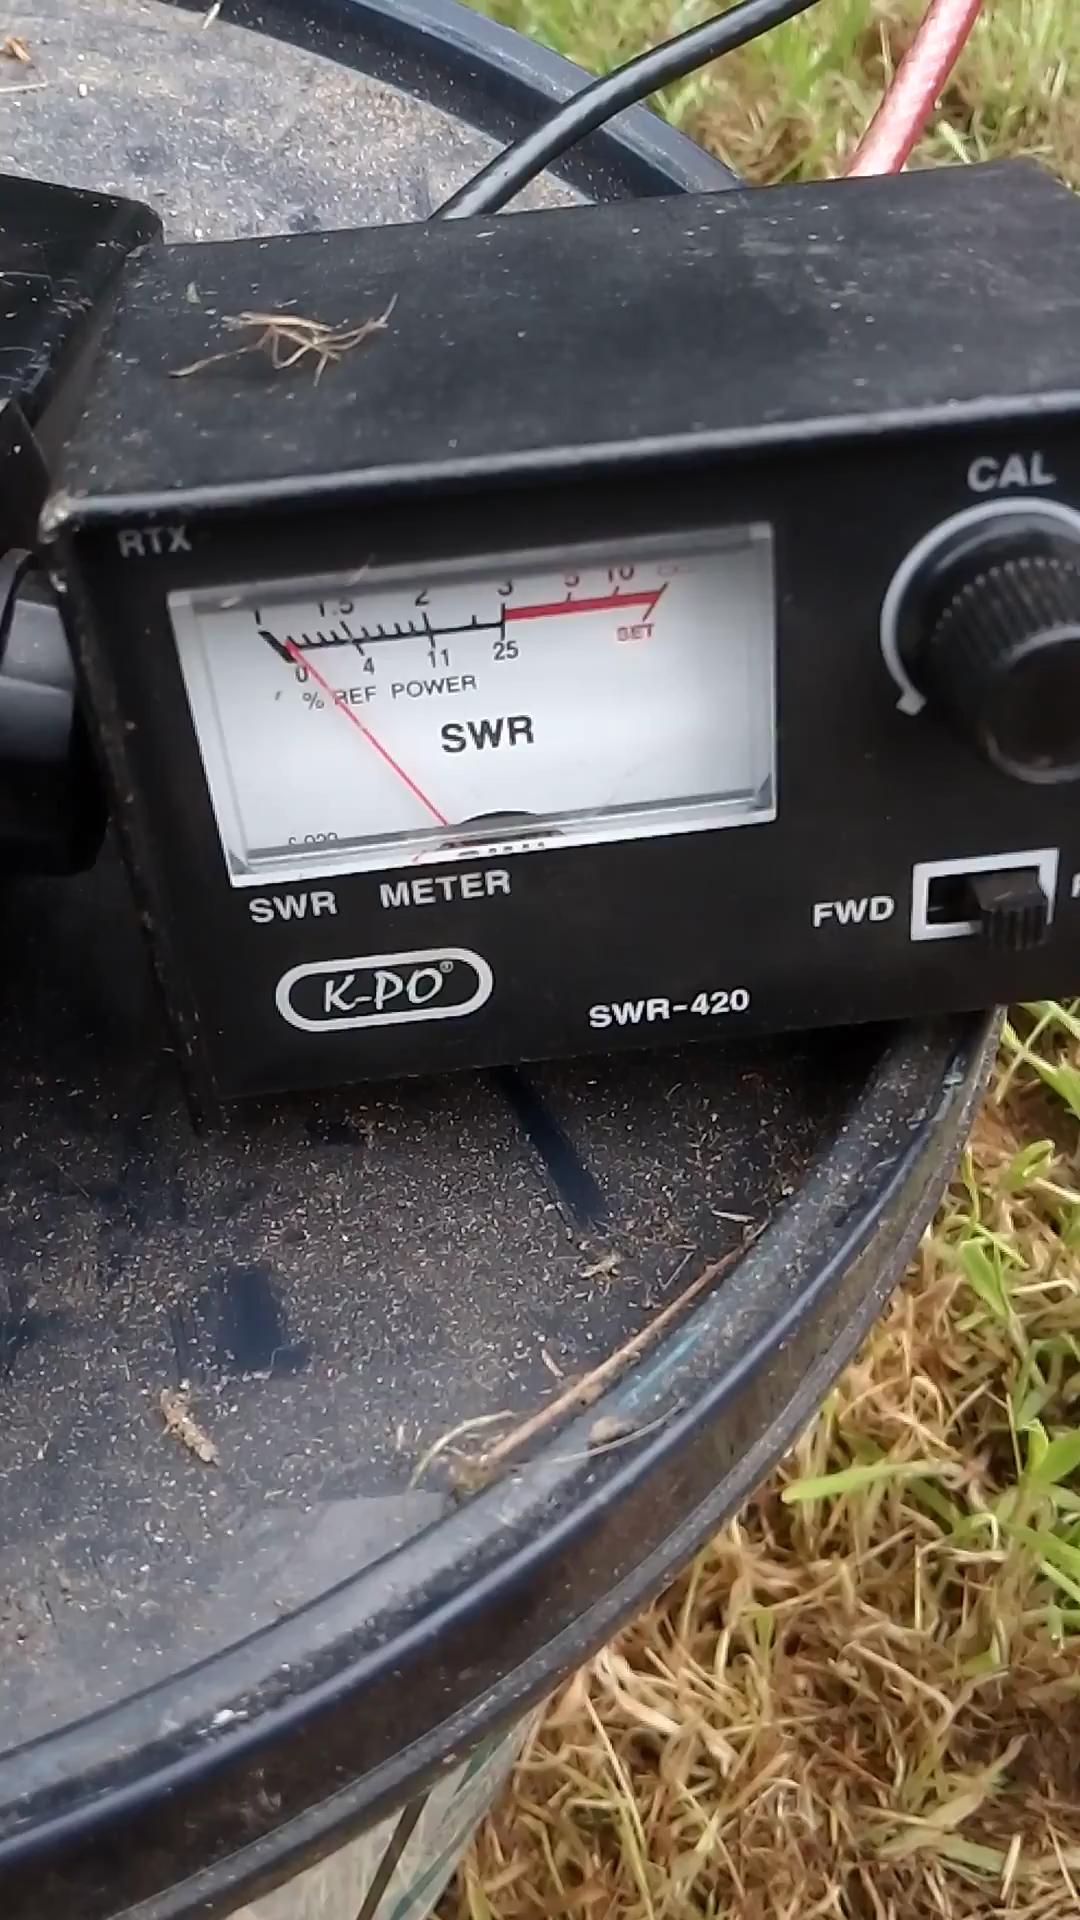 CAL
RTX
1 1.5 2 3 5 10
SET
0 4 11 25
% REF POWER
SWR
SWR METER
FWD
K-PO®
SWR-420